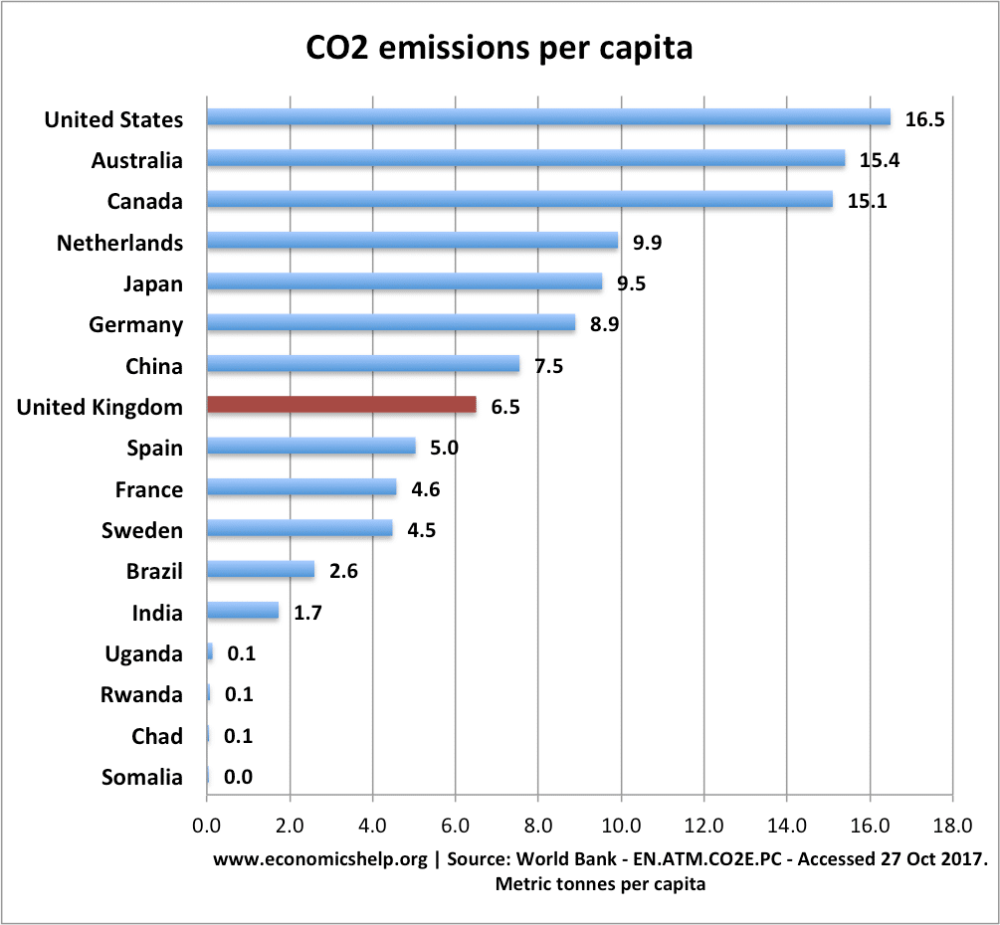 CO2 emissions per capita
United States 16.5
Australia 15.4
Canada 15.1
Netherlands 9.9
Japan 9.5
Germany 8.9
China 7.5
United Kingdom 6.5
Spain 5.0
France 4.6
Sweden 4.5
Brazil 2.6
India 1.7
Uganda 0.1
Rwanda 0.1
Chad 0.1
Somalia 0.0
0.0 2.0 4.0 6.0 8.0 10.0 12.0 14.0 16.0 18.0
www.economicshelp.org | Source: World Bank - EN.ATM.CO2E.PC - Accessed 27 Oct 2017.
Metric tonnes per capita